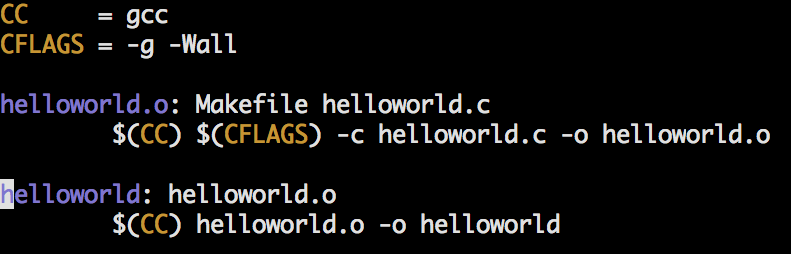 CC     = gcc
CFLAGS = -g -Wall
helloworld.o: Makefile helloworld.c
        $(CC) $(CFLAGS) -c helloworld.c -o helloworld.o
helloworld: helloworld.o
        $(CC) helloworld.o -o helloworld